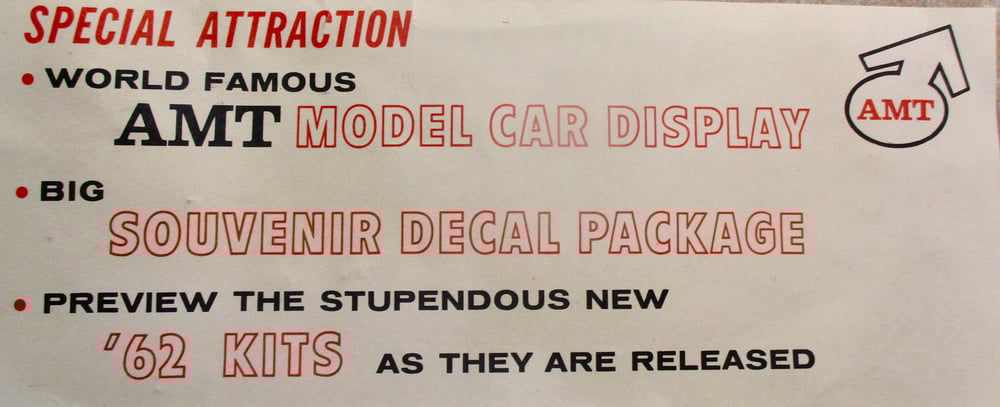 SPECIAL ATTRACTION
• WORLD FAMOUS
AMT MODEL CAR DISPLAY
AMT
• BIG
SOUVENIR DECAL PACKAGE
• PREVIEW THE STUPENDOUS NEW
'62 KITS AS THEY ARE RELEASED